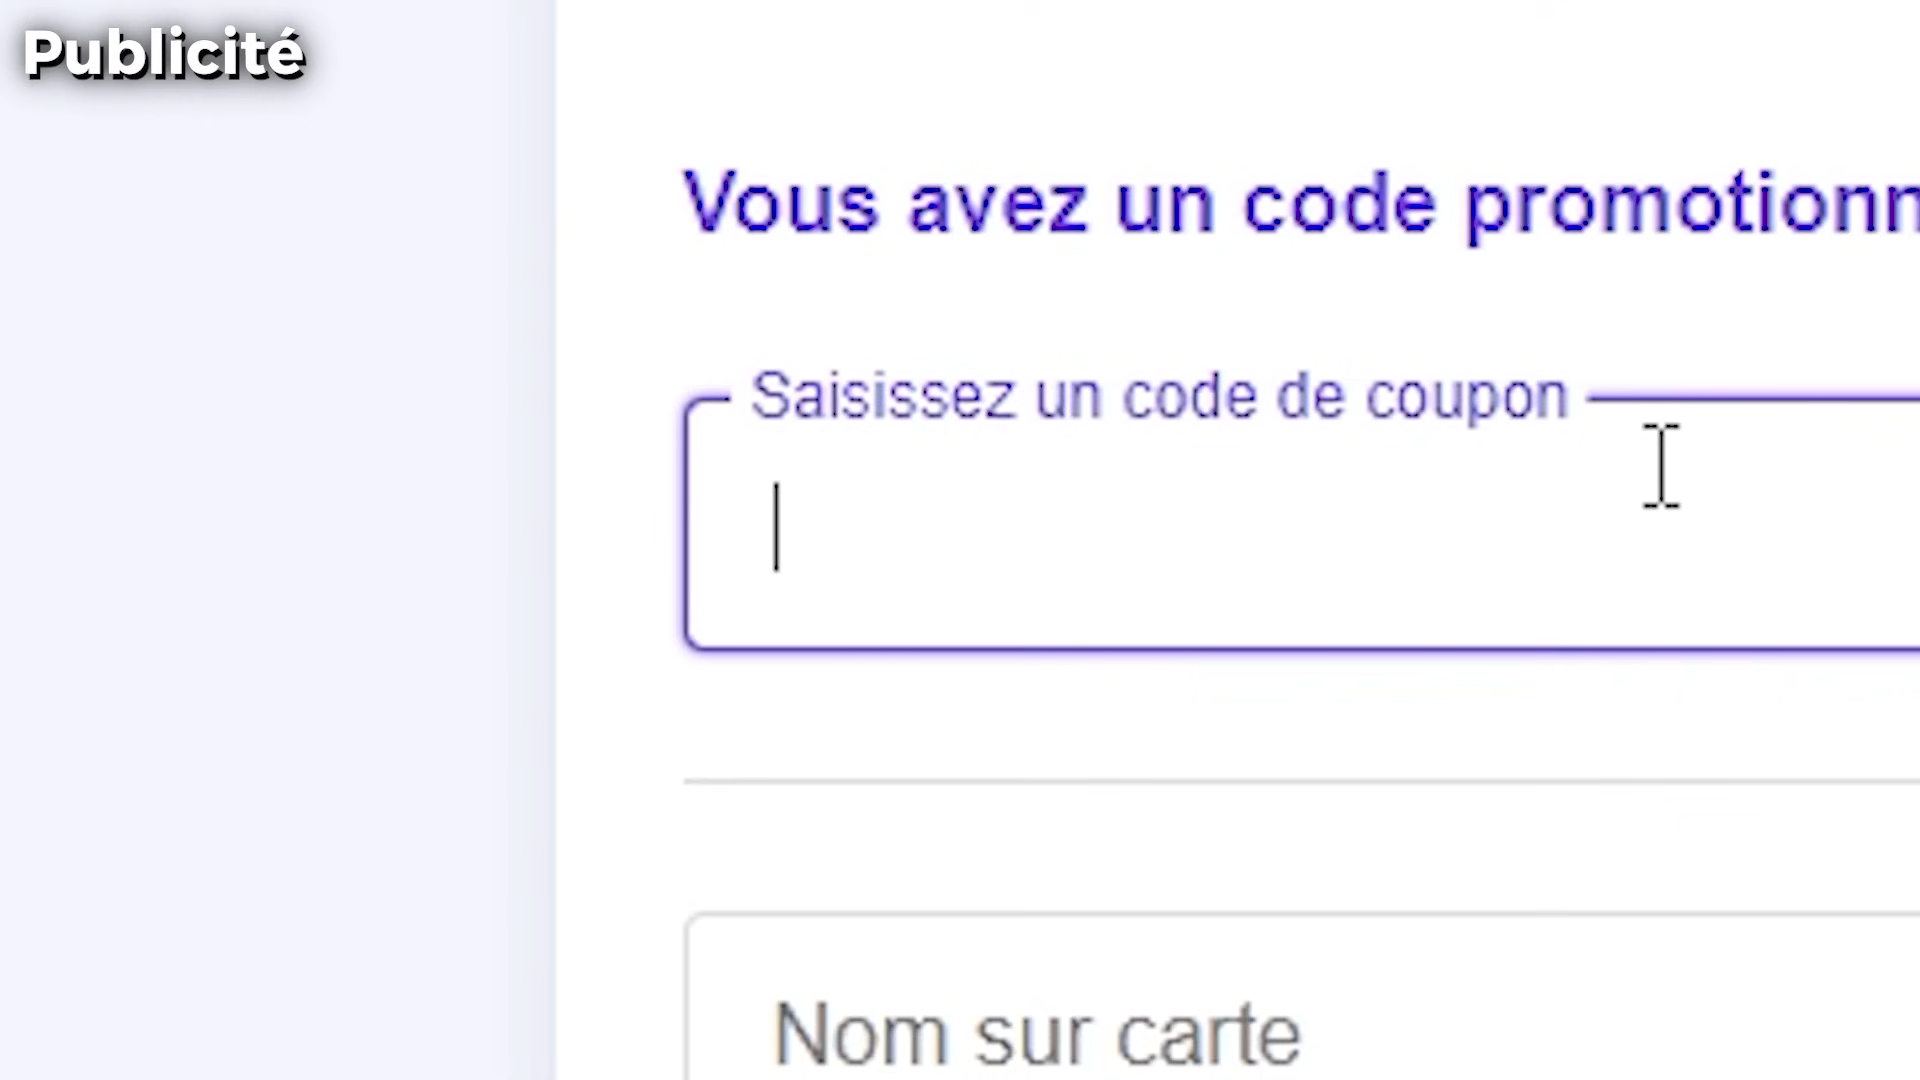 Publicité
Vous avez un code promotionn
Saisissez un code de coupon
Nom sur carte